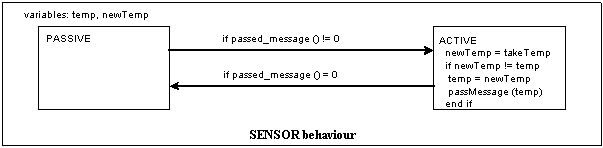 variables: temp, newTemp
PASSIVE
if passed_message () != 0
if passed_message () = 0
ACTIVE
newTemp = takeTemp
if newTemp != temp
temp = newTemp
passMessage (temp)
end if
SENSOR behaviour